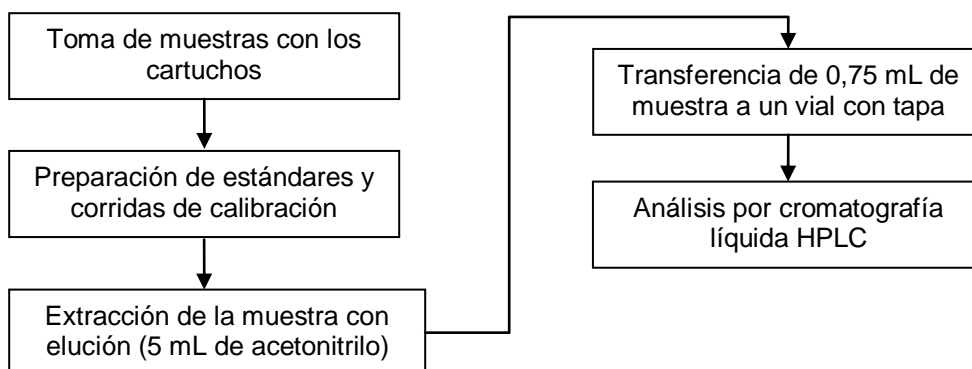 Toma de muestras con los
cartuchos
Preparación de estándares y
corridas de calibración
Extracción de la muestra con
elución (5 mL de acetonitrilo)
Transferencia de 0,75 mL de
muestra a un vial con tapa
Análisis por cromatografía
líquida HPLC